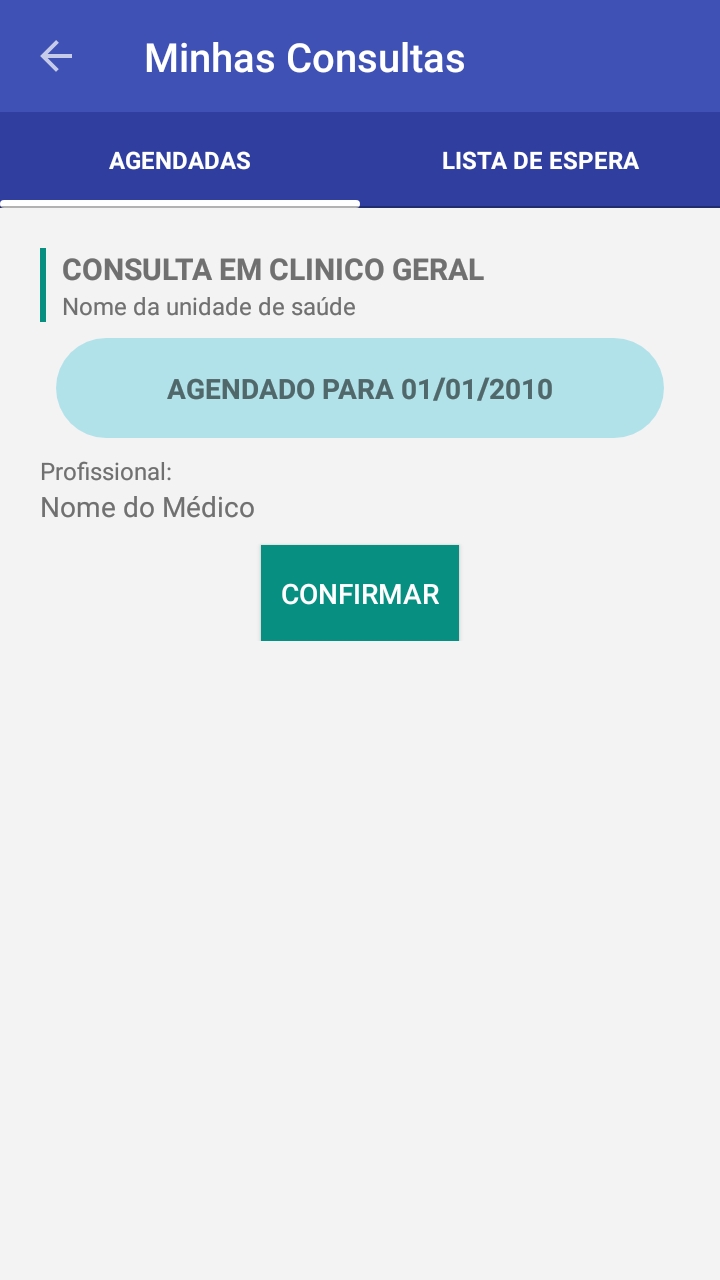 Minhas Consultas
AGENDADAS
LISTA DE ESPERA
CONSULTA EM CLINICO GERAL
Nome da unidade de saúde
AGENDADO PARA 01/01/2010
Profissional:
Nome do Médico
CONFIRMAR